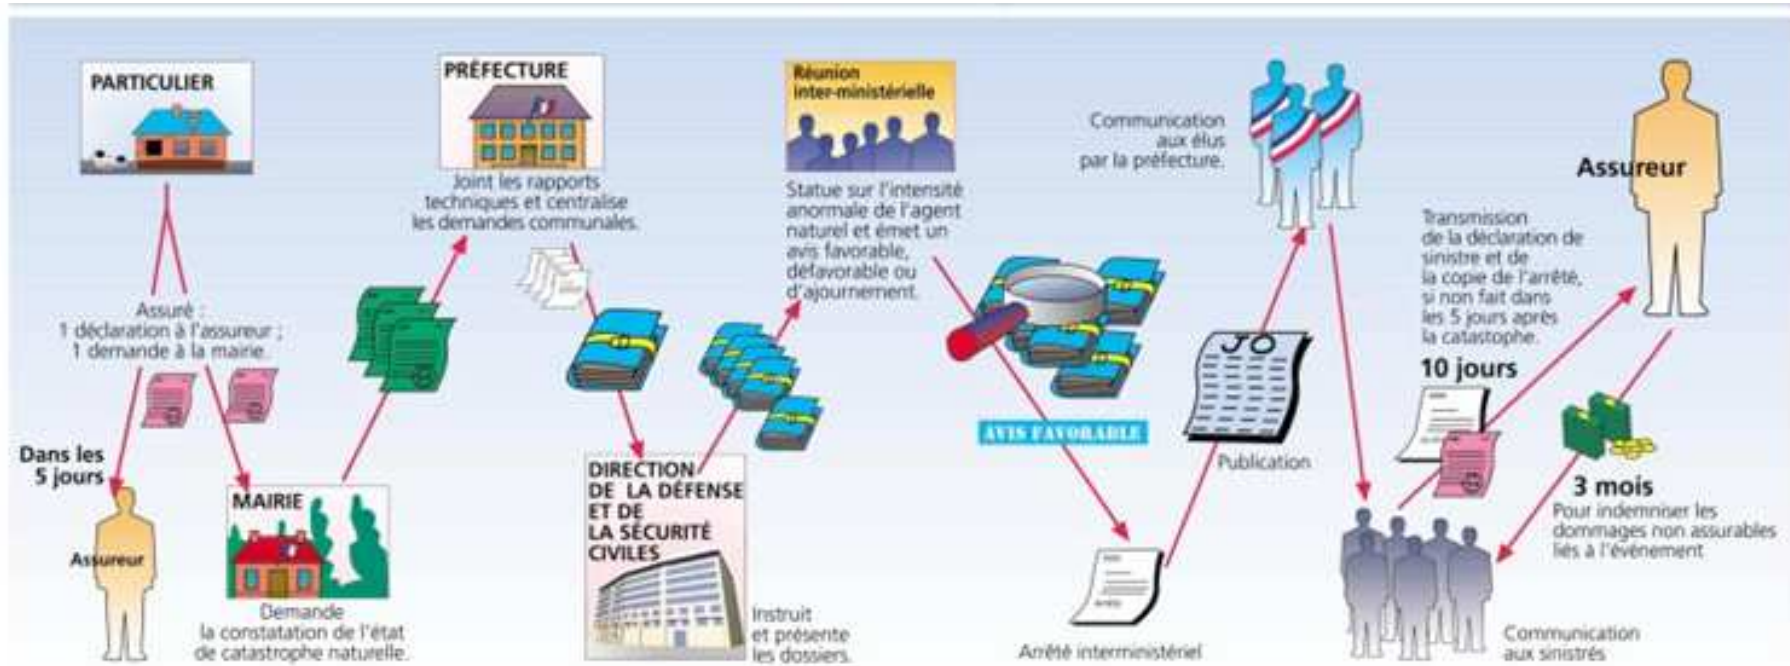 PARTICULIER
Assuré :
1 déclaration à l'assureur ;
1 demande à la mairie.
Dans les
5 jours
Assureur
MAIRIE
Demande
la constatation de l'état
de catastrophe naturelle.
PRÉFECTURE
Joint les rapports
techniques et centralise
les demandes communales.
DIRECTION
DE LA DÉFENSE
ET DE
LA SÉCURITÉ
CIVILES
Instruit
et présente
les dossiers.
Réunion
inter-ministérielle
Statue sur l'intensité
anormale de l'agent
naturel et émet un
avis favorable,
défavorable ou
d'ajournement.
AVIS FAVORABLE
Arrêté interministériel
JO
Publication
Communication
aux élus
par la préfecture.
Communication
aux sinistrés
Transmission
de la déclaration de
sinistre et de
la copie de l'arrêté,
si non fait dans
les 5 jours après
la catastrophe.
10 jours
Assureur
3 mois
Pour indemniser les
dommages non assurables
liés à l'événement